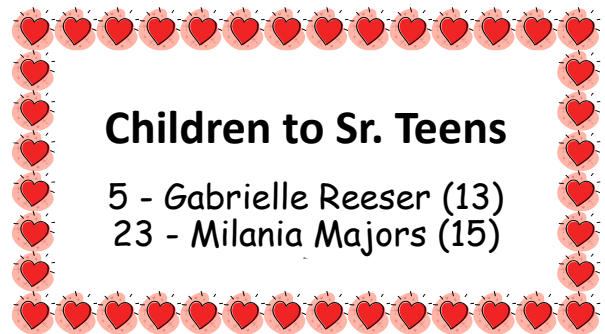 Children to Sr. Teens
5 - Gabrielle Reeser (13)
23 - Milania Majors (15)